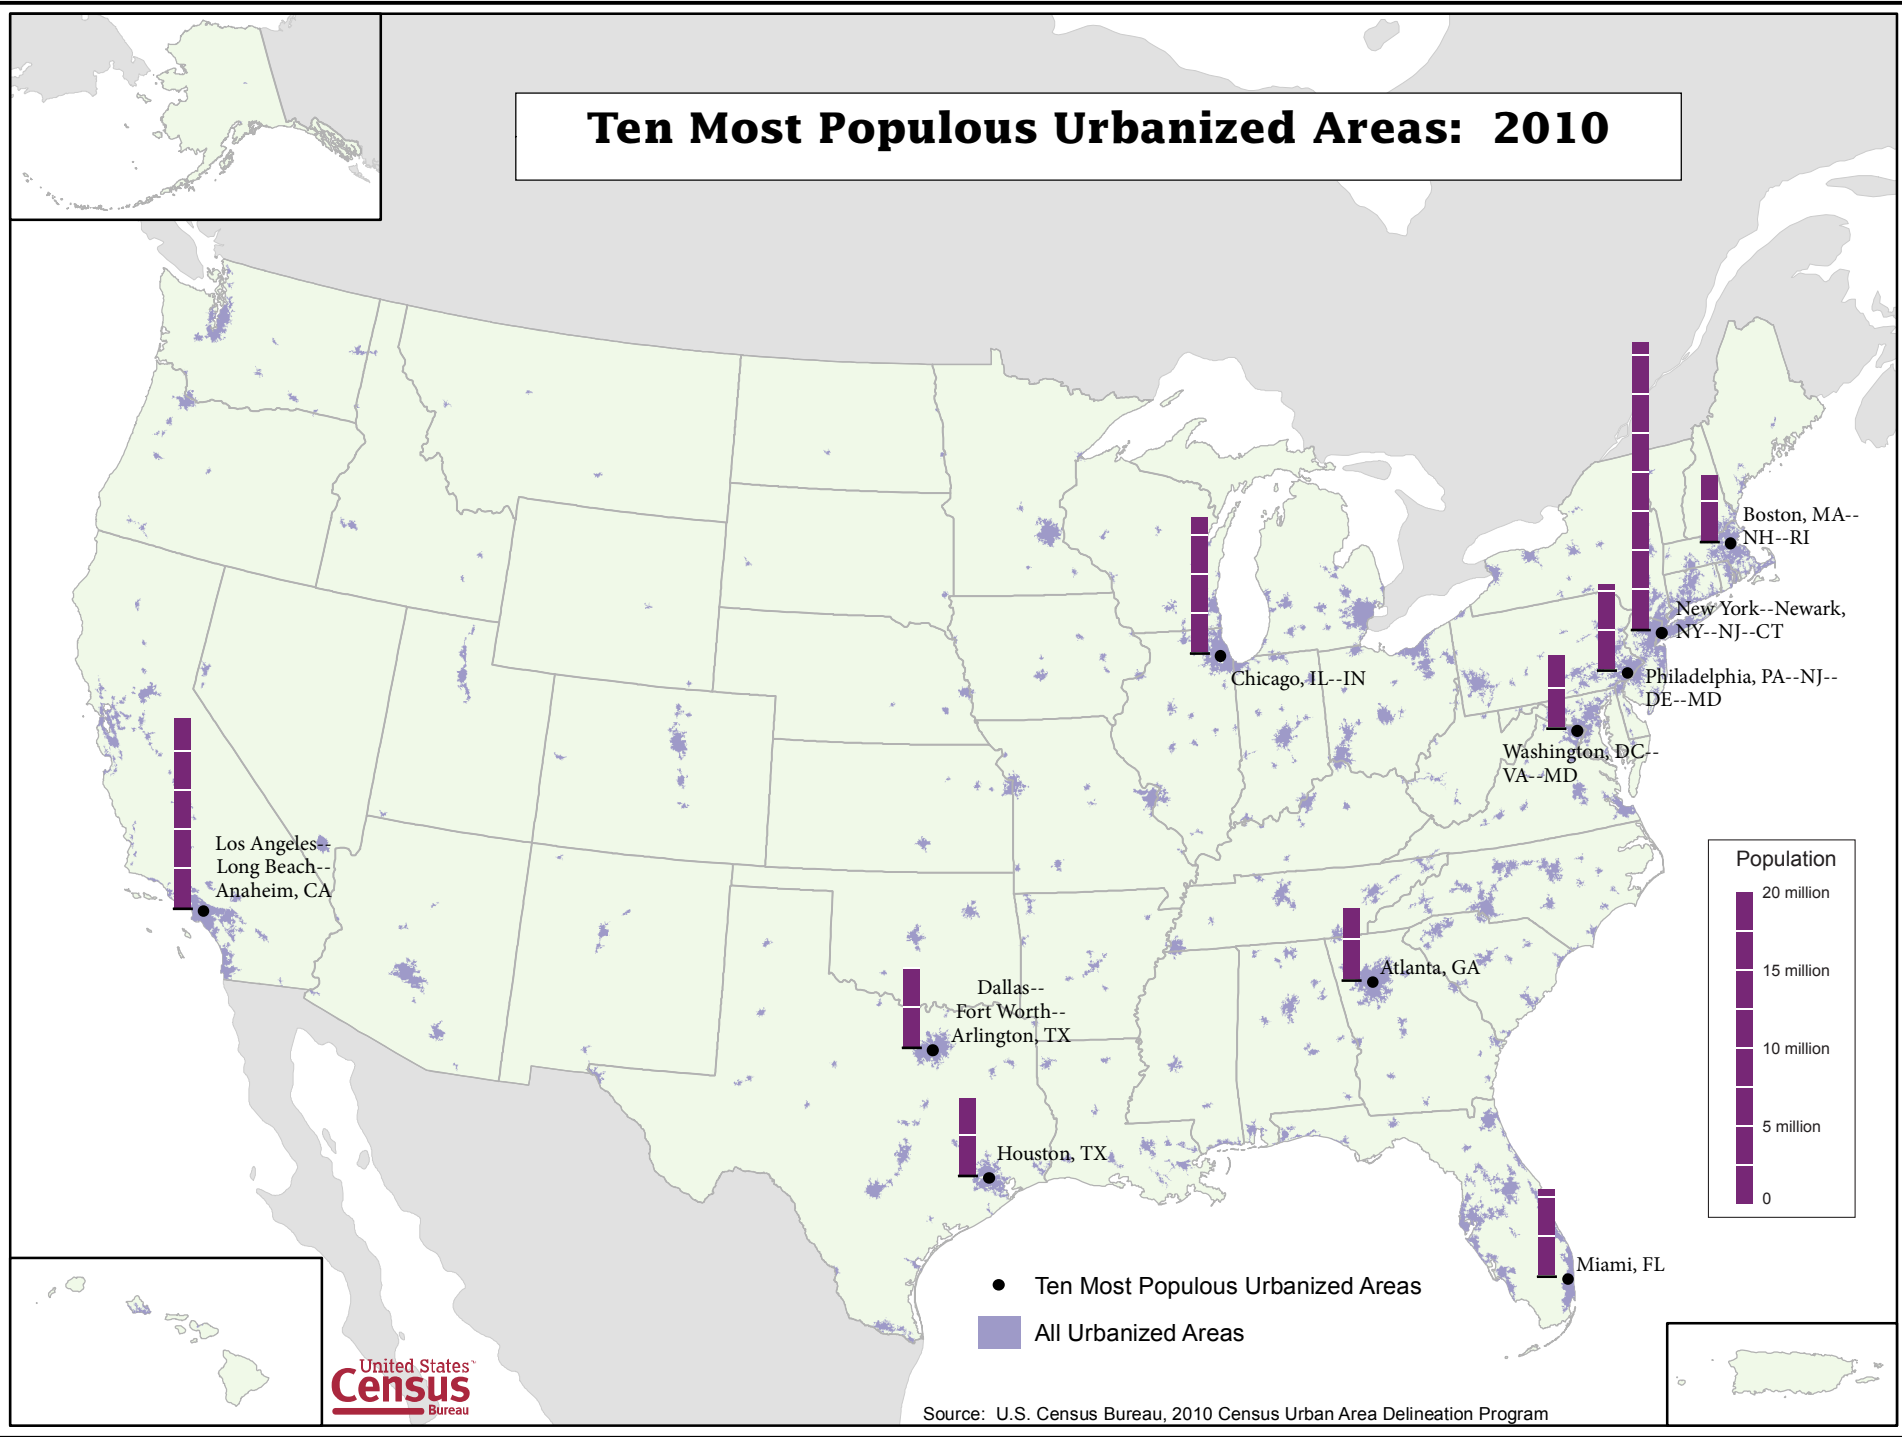 Ten Most Populous Urbanized Areas:  2010
Boston, MA--
NH--RI
New York--Newark,
NY--NJ--CT
Chicago, IL--IN
Philadelphia, PA--NJ--
DE--MD
Washington, DC--
VA--MD
Los Angeles--
Long Beach--
Anaheim, CA
Population
20 million
15 million
10 million
5 million
0
Atlanta, GA
Dallas--
Fort Worth--
Arlington, TX
Houston, TX
Miami, FL
Ten Most Populous Urbanized Areas
All Urbanized Areas
United States™
Census
Bureau
Source:  U.S. Census Bureau, 2010 Census Urban Area Delineation Program